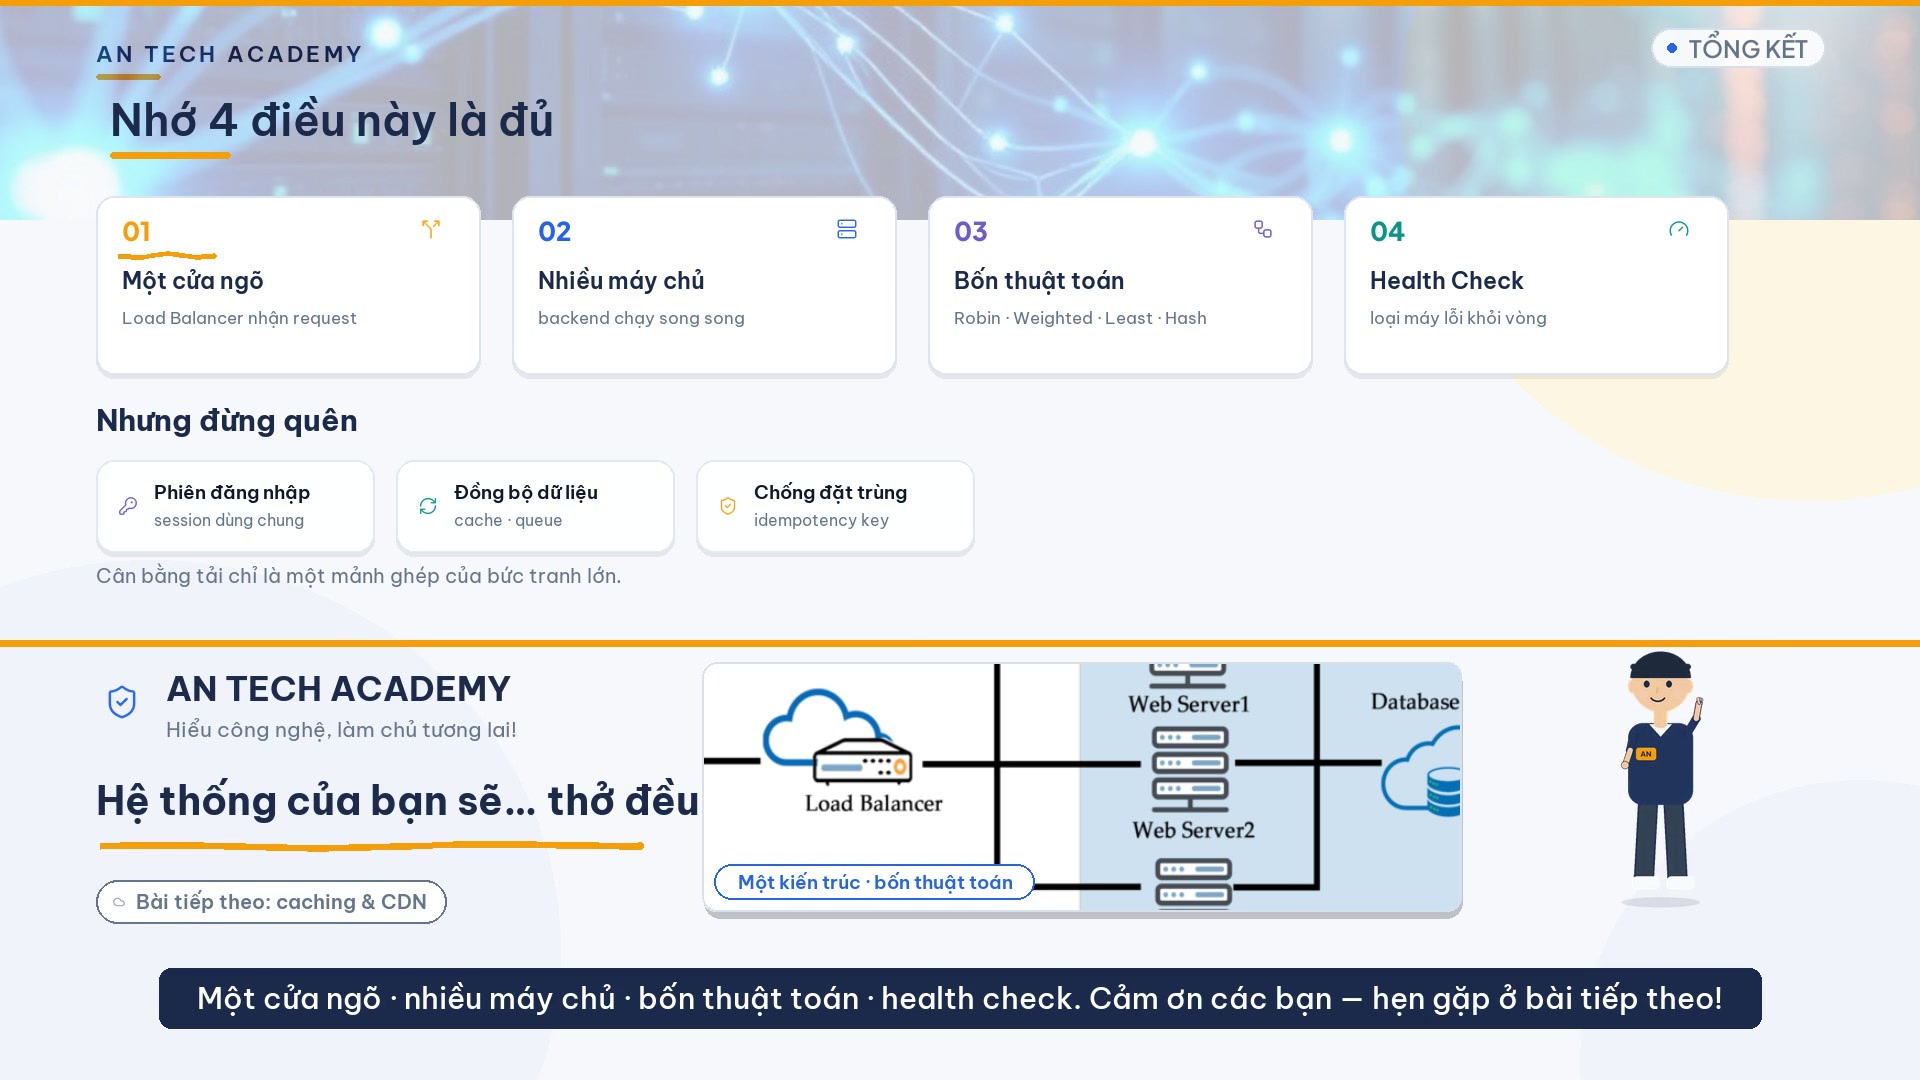 AN TECH ACADEMY
TỔNG KẾT
Nhớ 4 điều này là đủ
01
Một cửa ngõ
Load Balancer nhận request
02
Nhiều máy chủ
backend chạy song song
03
Bốn thuật toán
Robin · Weighted · Least · Hash
04
Health Check
loại máy lỗi khỏi vòng
Nhưng đừng quên
Phiên đăng nhập
session dùng chung
Đồng bộ dữ liệu
cache · queue
Chống đặt trùng
idempotency key
Cân bằng tải chỉ là một mảnh ghép của bức tranh lớn.
AN TECH ACADEMY
Hiểu công nghệ, làm chủ tương lai!
Hệ thống của bạn sẽ... thở đều
Bài tiếp theo: caching & CDN
Load Balancer
Web Server1
Web Server2
Database
Một kiến trúc · bốn thuật toán
AN
Một cửa ngõ · nhiều máy chủ · bốn thuật toán · health check. Cảm ơn các bạn — hẹn gặp ở bài tiếp theo!